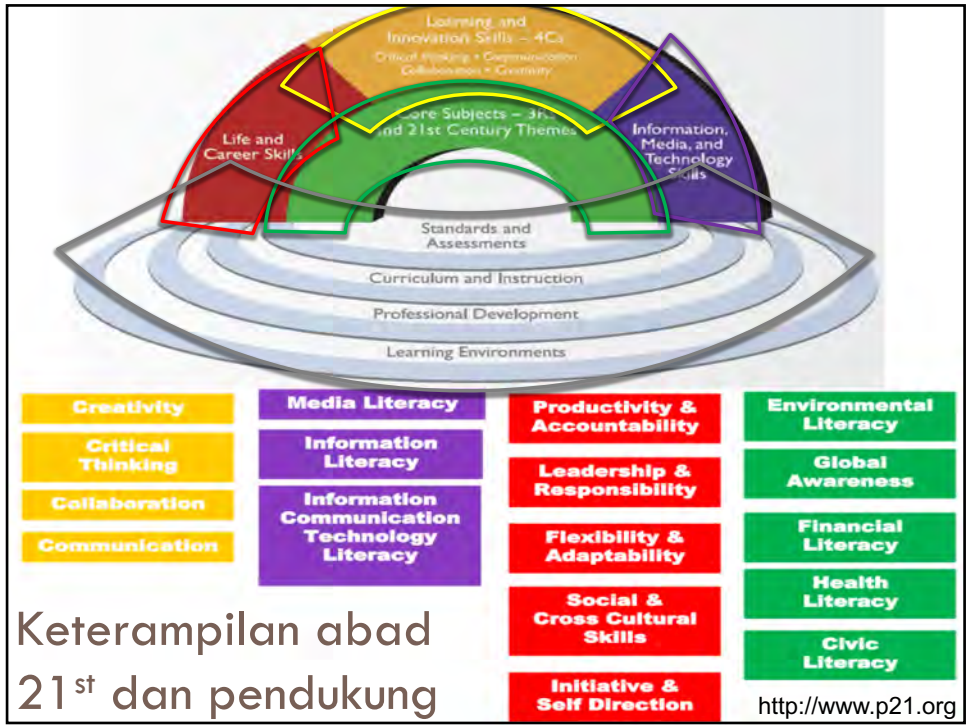 Learning and
Innovation Skills – 4Cs
Critical thinking • Communication
Collaboration • Creativity
Core Subjects – 3Rs
and 21st Century Themes
Life and
Career Skills
Information,
Media, and
Technology
Skills
Standards and
Assessments
Curriculum and Instruction
Professional Development
Learning Environments
Creativity
Critical
Thinking
Collaboration
Communication
Media Literacy
Information
Literacy
Information
Communication
Technology
Literacy
Productivity &
Accountability
Leadership &
Responsibility
Flexibility &
Adaptability
Social &
Cross Cultural
Skills
Initiative &
Self Direction
Environmental
Literacy
Global
Awareness
Financial
Literacy
Health
Literacy
Civic
Literacy
Keterampilan abad
21st dan pendukung
http://www.p21.org